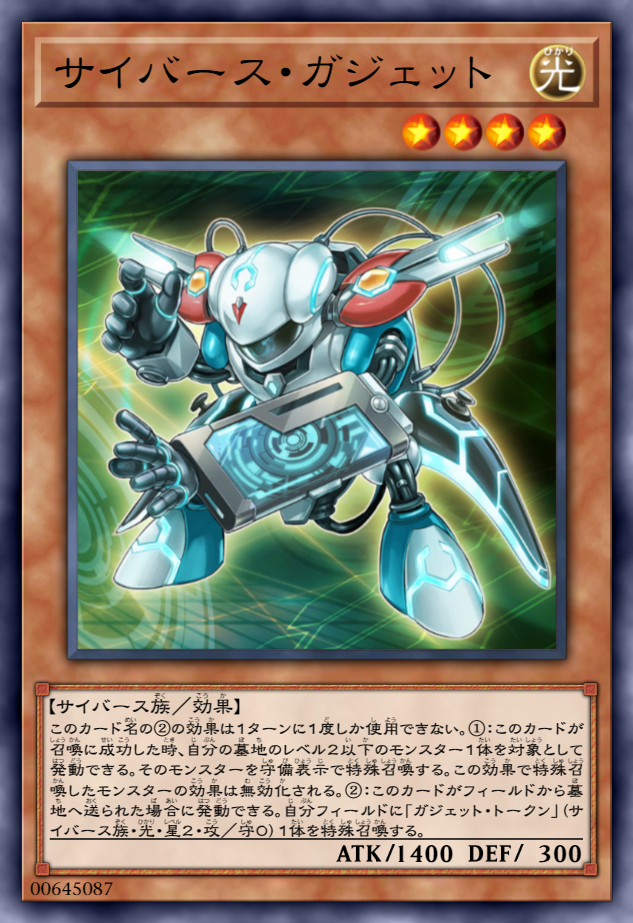 サイバース・ガジェット
光
【サイバース族／効果】
このカード名の②の効果は1ターンに1度しか使用できない。①：このカードが
召喚に成功した時、自分の墓地のレベル2以下のモンスター1体を対象として
発動できる。そのモンスターを守備表示で特殊召喚する。この効果で特殊召
喚したモンスターの効果は無効化される。②：このカードがフィールドから墓
地へ送られた場合に発動できる。自分フィールドに「ガジェット・トークン」（サ
イバース族・光・星2・攻／守0）1体を特殊召喚する。
ATK/1400 DEF/ 300
00645087